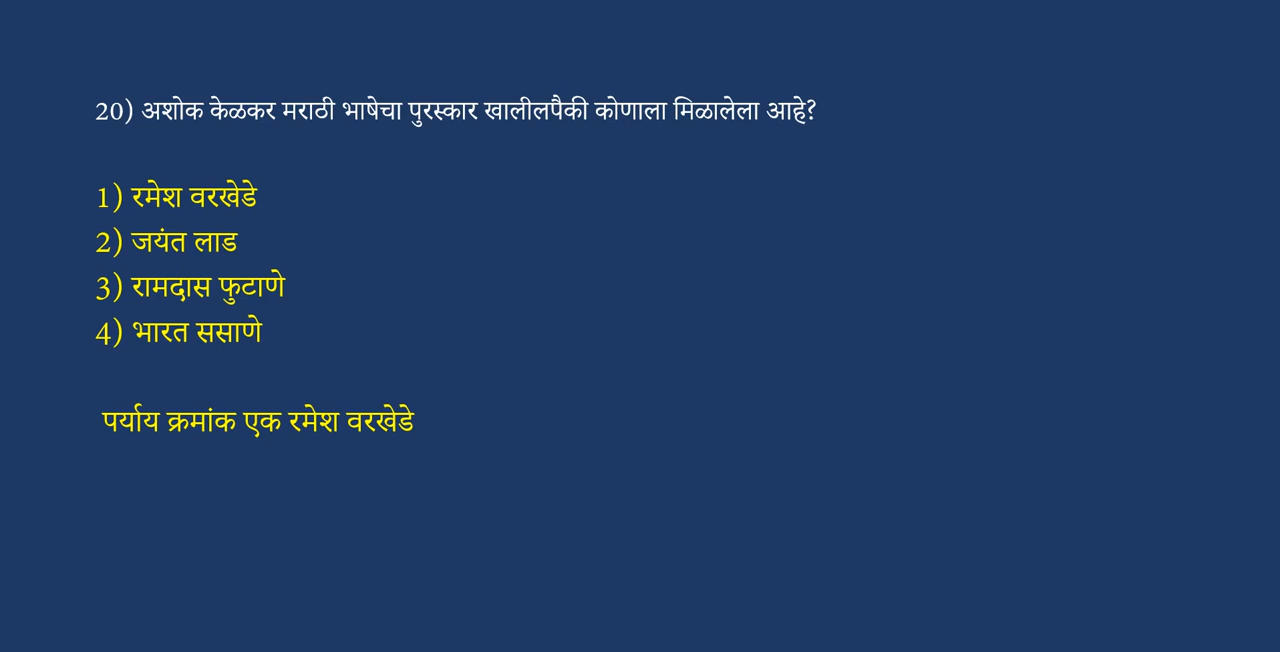 20) अशोक केळकर मराठी भाषेचा पुरस्कार खालीलपैकी कोणाला मिळालेला आहे?
1) रमेश वरखेडे
2) जयंत लाड
3) रामदास फुटाणे
4) भारत ससाणे
पर्याय क्रमांक एक रमेश वरखेडे